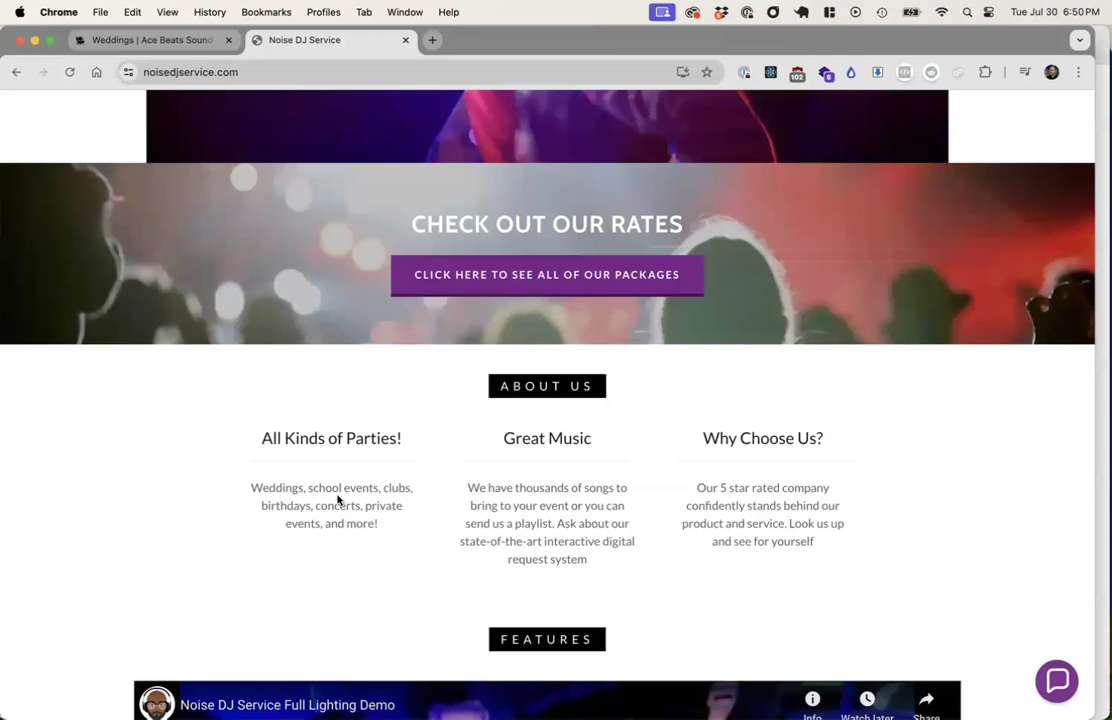 Chrome File Edit View History Bookmarks Profiles Tab Window Help Tue Jul 30 6:50 PM
Weddings | Ace Beats Sound
Noise DJ Service
noisedjservice.com
102
6
CHECK OUT OUR RATES
CLICK HERE TO SEE ALL OF OUR PACKAGES
ABOUT US
All Kinds of Parties!
Weddings, school events, clubs,
birthdays, concerts, private
events, and more!
Great Music
We have thousands of songs to
bring to your event or you can
send us a playlist. Ask about our
state-of-the-art interactive digital
request system
Why Choose Us?
Our 5 star rated company
confidently stands behind our
product and service. Look us up
and see for yourself
FEATURES
Noise DJ Service Full Lighting Demo
Info
Watch later
Share